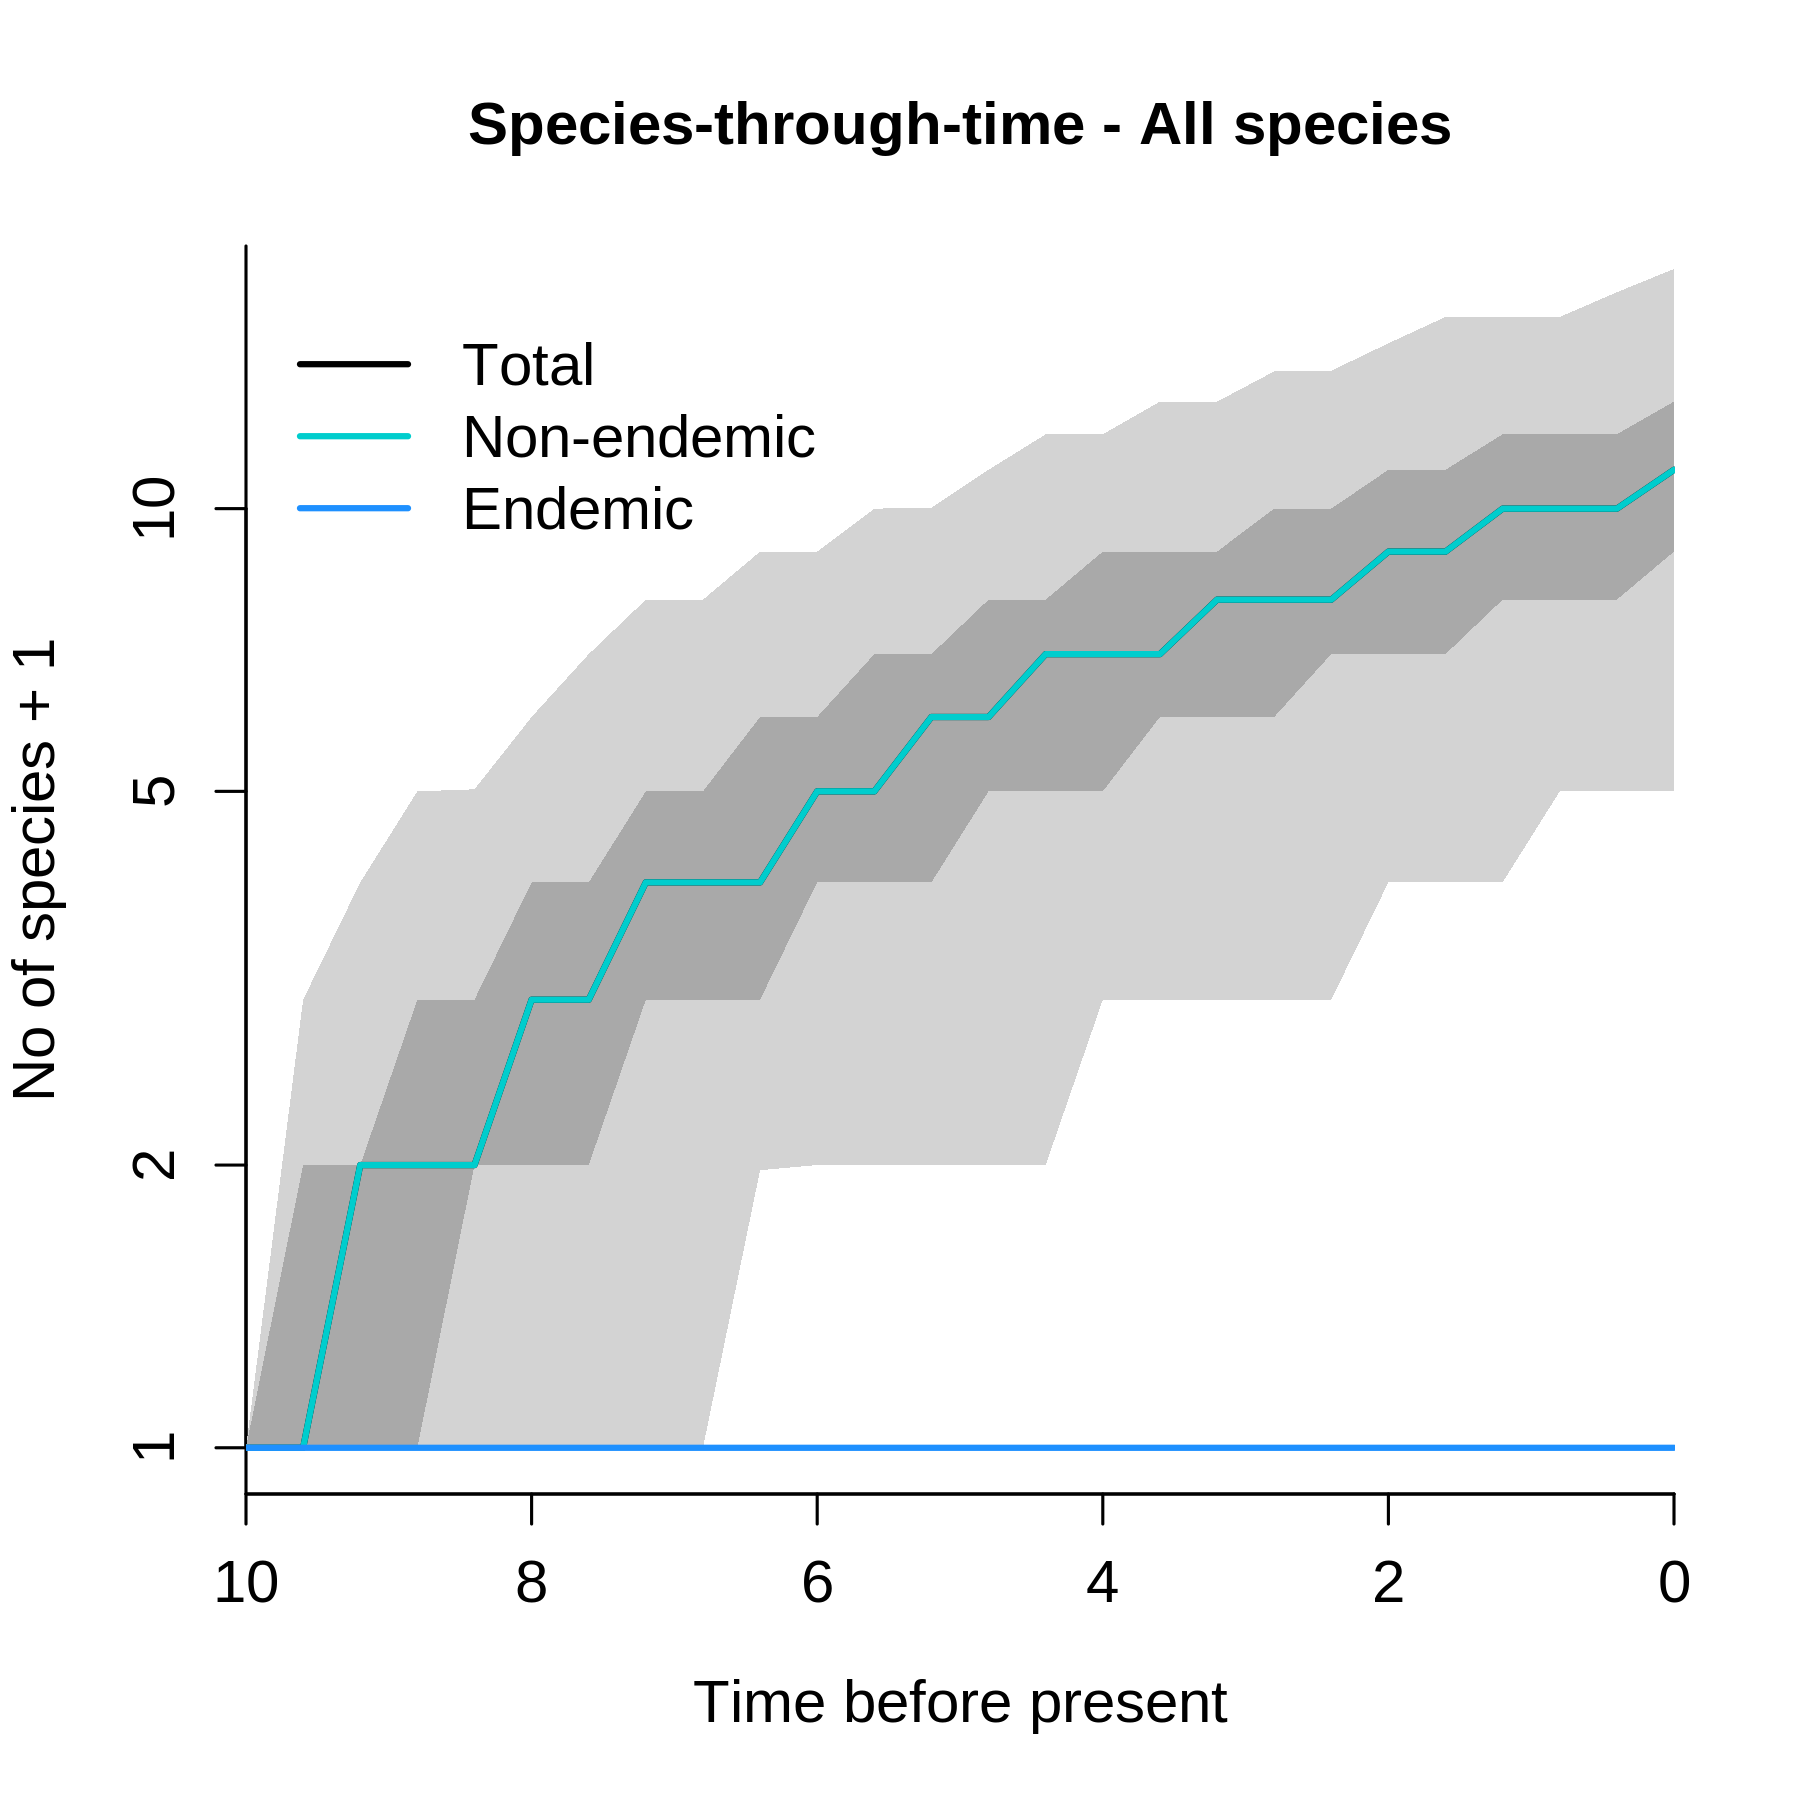 Species-through-time - All species
Total
Non-endemic
Endemic
No of species + 1
10
5
2
1
10 8 6 4 2 0
Time before present